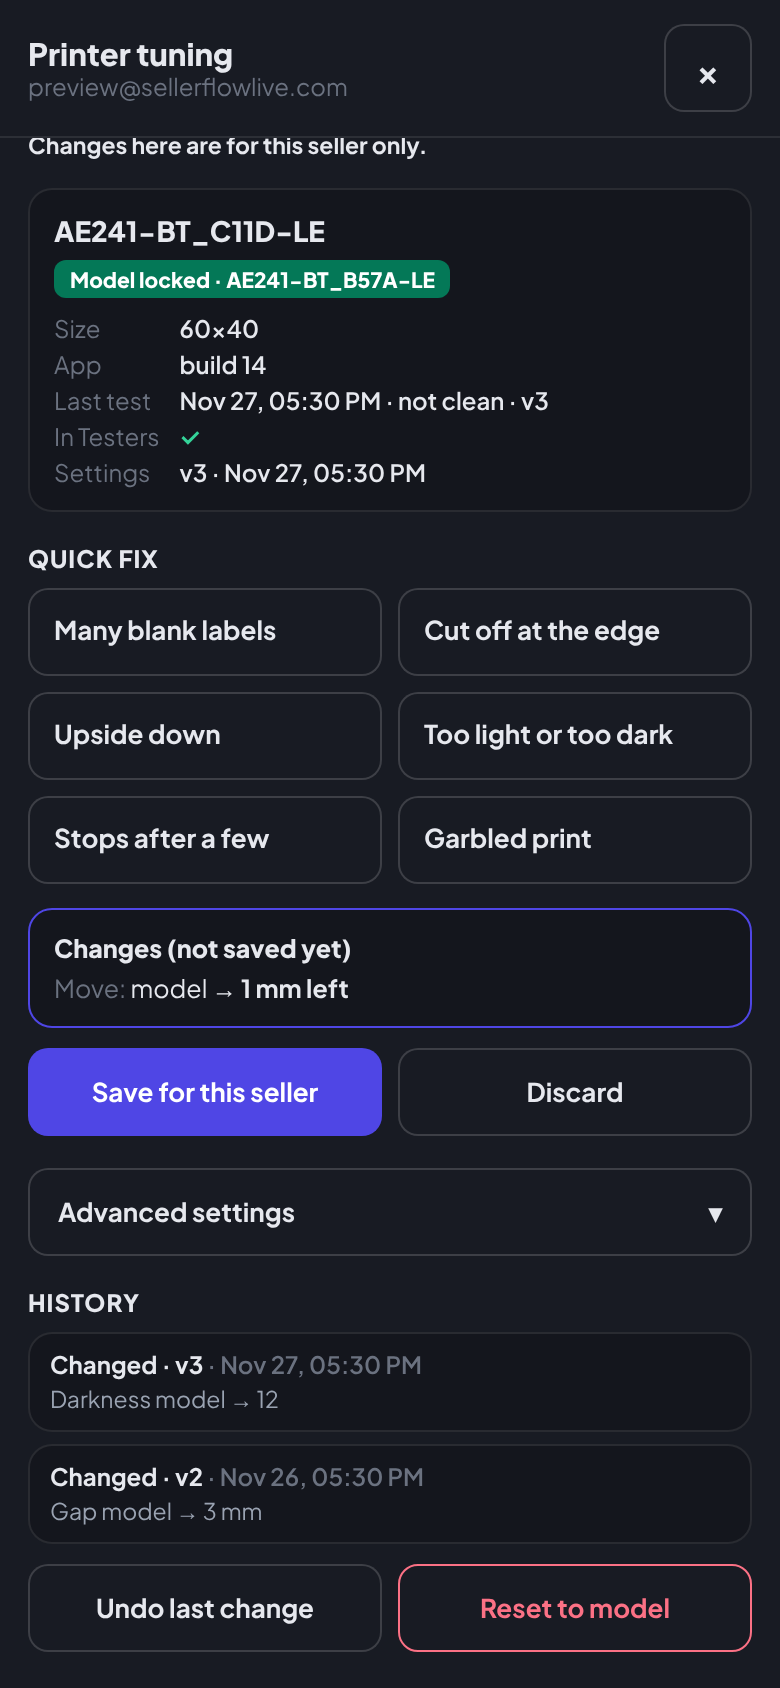 Printer tuning
preview@sellerflowlive.com
×
Changes here are for this seller only.
AE241-BT_C11D-LE
Model locked · AE241-BT_B57A-LE
Size 60×40
App build 14
Last test Nov 27, 05:30 PM · not clean · v3
In Testers ✓
Settings v3 · Nov 27, 05:30 PM
QUICK FIX
Many blank labels
Cut off at the edge
Upside down
Too light or too dark
Stops after a few
Garbled print
Changes (not saved yet)
Move: model → 1 mm left
Save for this seller
Discard
Advanced settings ▼
HISTORY
Changed · v3 · Nov 27, 05:30 PM
Darkness model → 12
Changed · v2 · Nov 26, 05:30 PM
Gap model → 3 mm
Undo last change
Reset to model